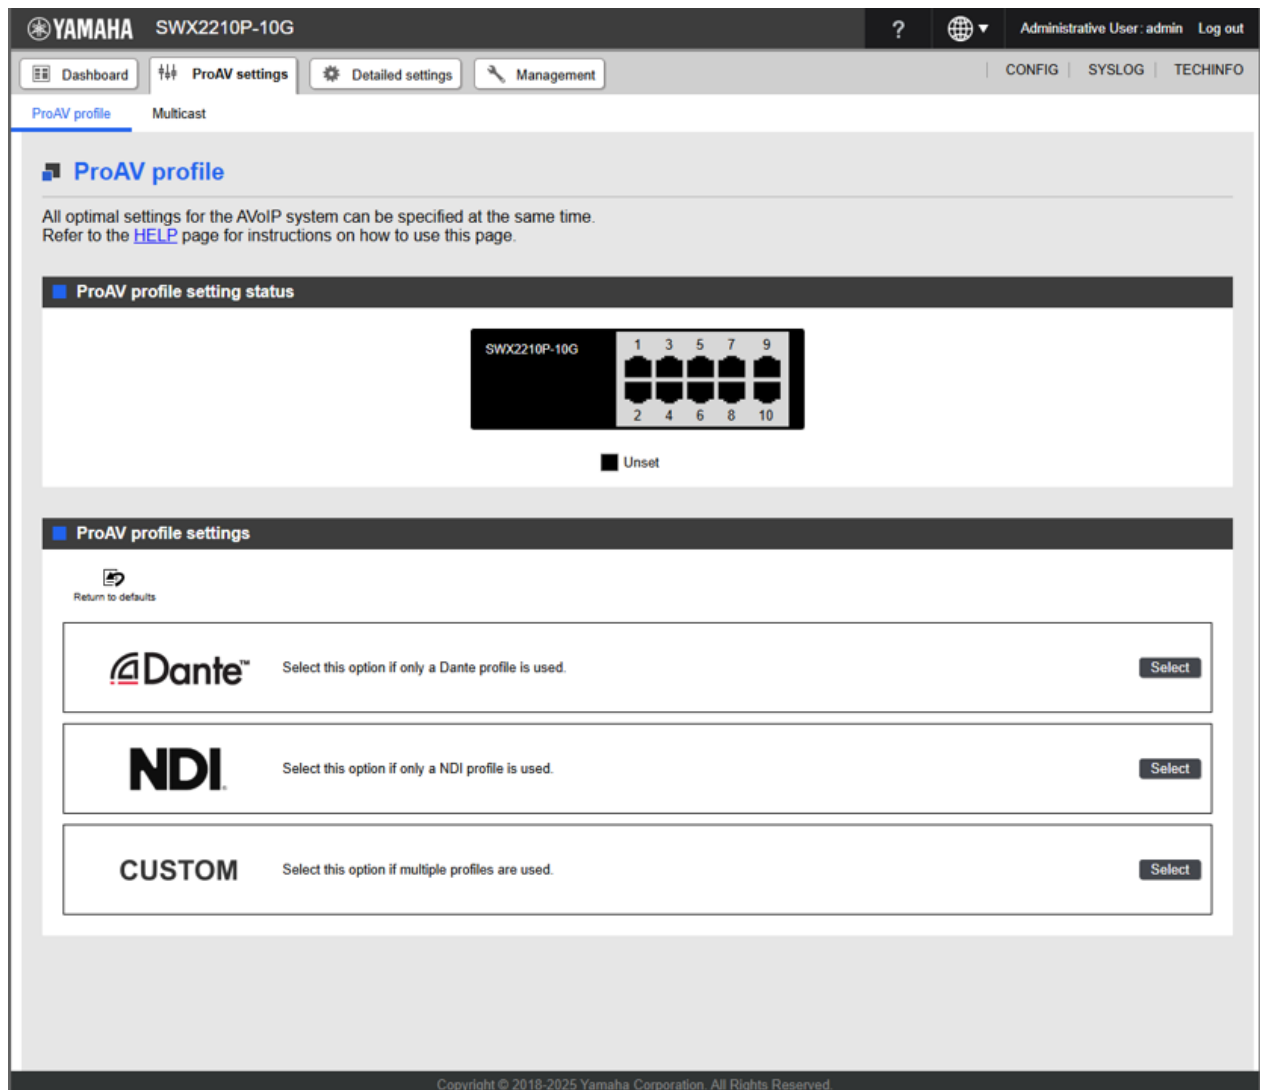 YAMAHA SWX2210P-10G ? Administrative User : admin Log out
Dashboard ProAV settings Detailed settings Management CONFIG SYSLOG TECHINFO
ProAV profile Multicast
ProAV profile
All optimal settings for the AVoIP system can be specified at the same time.
Refer to the HELP page for instructions on how to use this page.
ProAV profile setting status
SWX2210P-10G 1 3 5 7 9
2 4 6 8 10
Unset
ProAV profile settings
Return to defaults
Dante™ Select this option if only a Dante profile is used. Select
NDI® Select this option if only a NDI profile is used. Select
CUSTOM Select this option if multiple profiles are used. Select
Copyright © 2018-2025 Yamaha Corporation. All Rights Reserved.